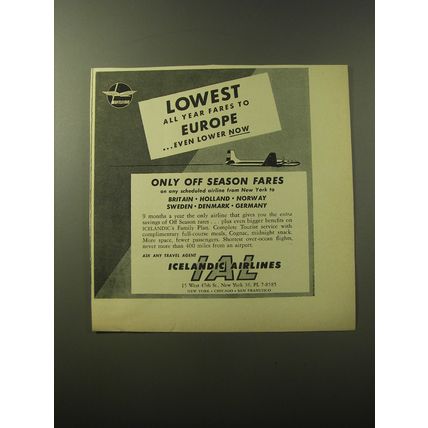 LOWEST
ALL YEAR FARES TO
EUROPE
...EVEN LOWER NOW
ONLY OFF SEASON FARES
on any scheduled airline from New York to
BRITAIN • HOLLAND • NORWAY
SWEDEN • DENMARK • GERMANY
9 months a year the only airline that gives you the extra
savings of Off Season rates . . . plus even bigger benefits on
ICELANDIC's Family Plan. Complete Tourist service with
complimentary full-course meals, Cognac, midnight snack.
More space, fewer passengers. Shortest over-ocean flights,
never more than 400 miles from an airport.
ASK ANY TRAVEL AGENT
ICELANDIC AIRLINES
IAL
15 West 47th St., New York 36, PL 7-8585
NEW YORK • CHICAGO • SAN FRANCISCO